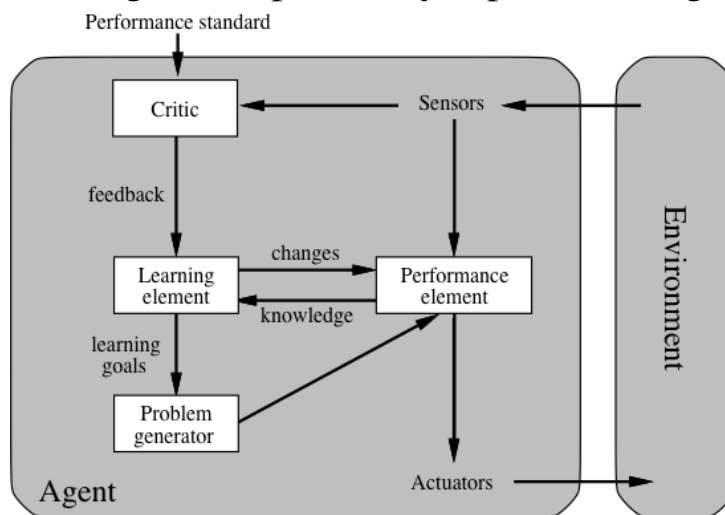 Performance standard
Critic
Sensors
feedback
changes
Learning
element
Performance
element
knowledge
learning
goals
Problem
generator
Agent
Actuators
Environment